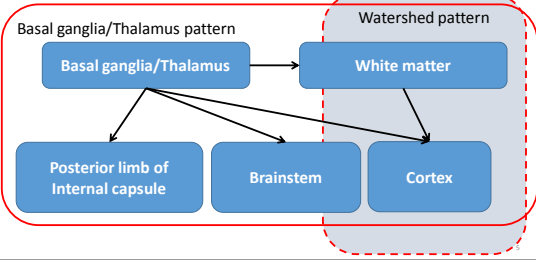 Watershed pattern
Basal ganglia/Thalamus pattern
Basal ganglia/Thalamus
White matter
Posterior limb of
Internal capsule
Brainstem
Cortex